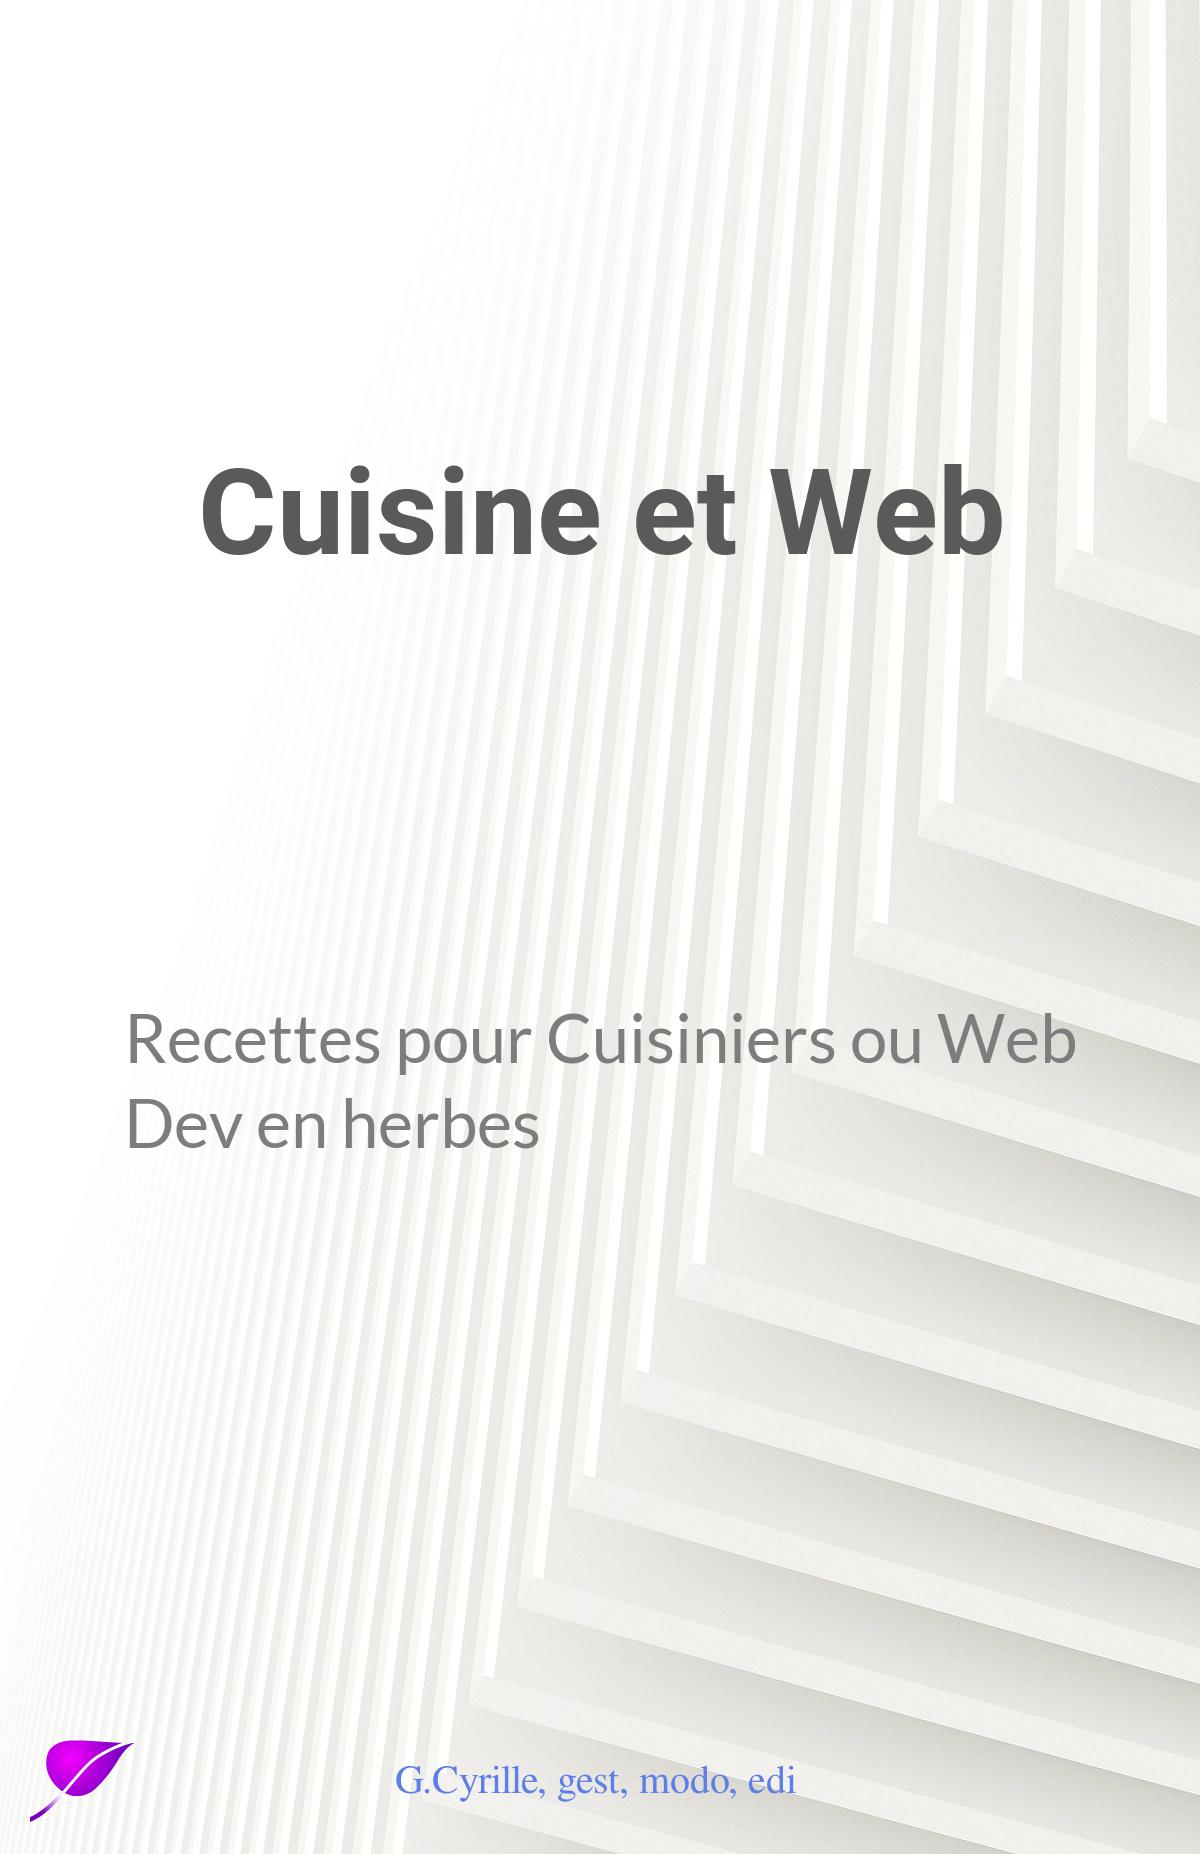 Cuisine et Web
Recettes pour Cuisiniers ou Web
Dev en herbes
G.Cyrille, gest, modo, edi